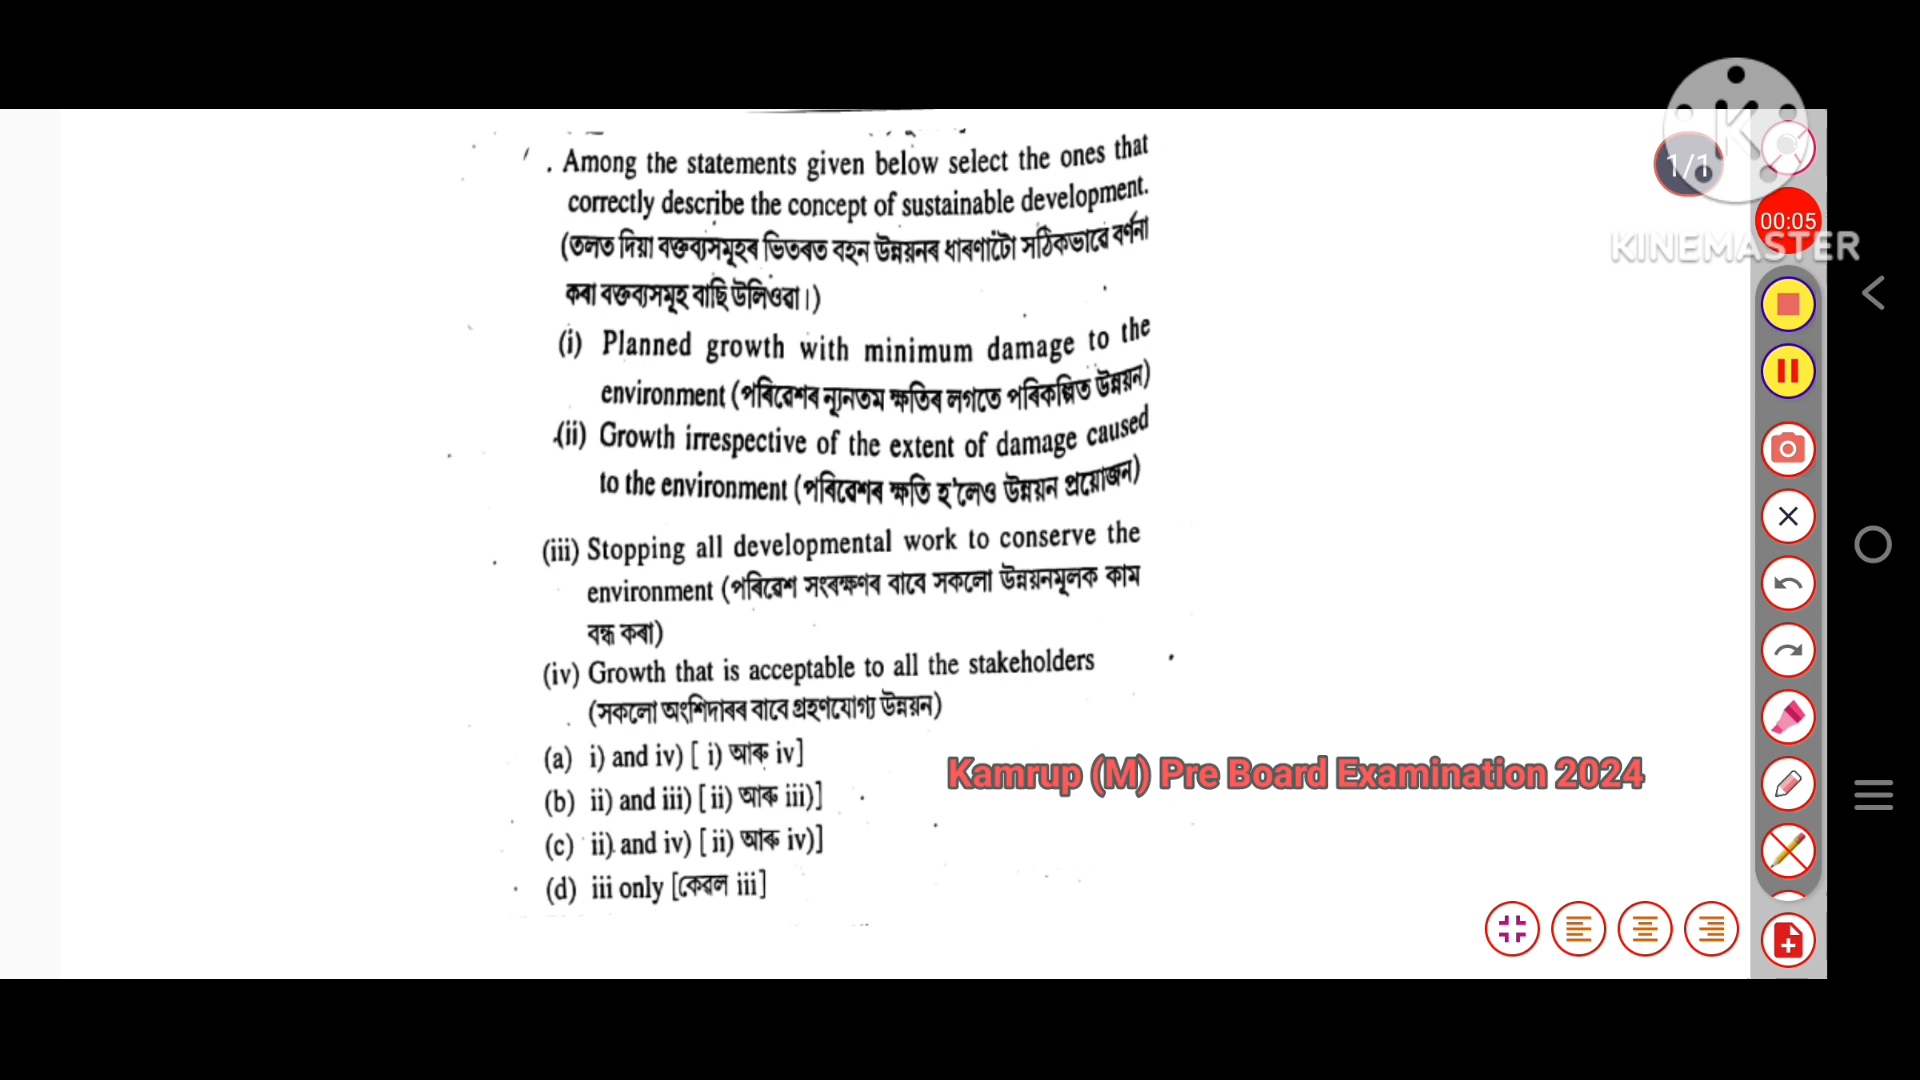 . Among the statements given below select the ones that
correctly describe the concept of sustainable development.
(তলত দিয়া বক্তব্যসমূহৰ ভিতৰত বহন উন্নয়নৰ ধাৰণাটো সঠিকভাৱে বৰ্ণনা
কৰা বক্তব্যসমূহ বাছি উলিওৱা।)
(i) Planned growth with minimum damage to the
environment (পৰিৱেশৰ ন্যূনতম ক্ষতিৰ লগতে পৰিকল্পিত উন্নয়ন)
(ii) Growth irrespective of the extent of damage caused
to the environment (পৰিৱেশৰ ক্ষতি হ'লেও উন্নয়ন প্ৰয়োজন)
(iii) Stopping all developmental work to conserve the
environment (পৰিৱেশ সংৰক্ষণৰ বাবে সকলো উন্নয়নমূলক কাম
বন্ধ কৰা)
(iv) Growth that is acceptable to all the stakeholders
(সকলো অংশিদাৰৰ বাবে গ্ৰহণযোগ্য উন্নয়ন)
(a) i) and iv) [ i) আৰু iv]
(b) ii) and iii) [ ii) আৰু iii)]
(c) ii) and iv) [ ii) আৰু iv)]
(d) iii only [কেৱল iii]
Kamrup (M) Pre Board Examination 2024
1/1
00:05
KINEMASTER